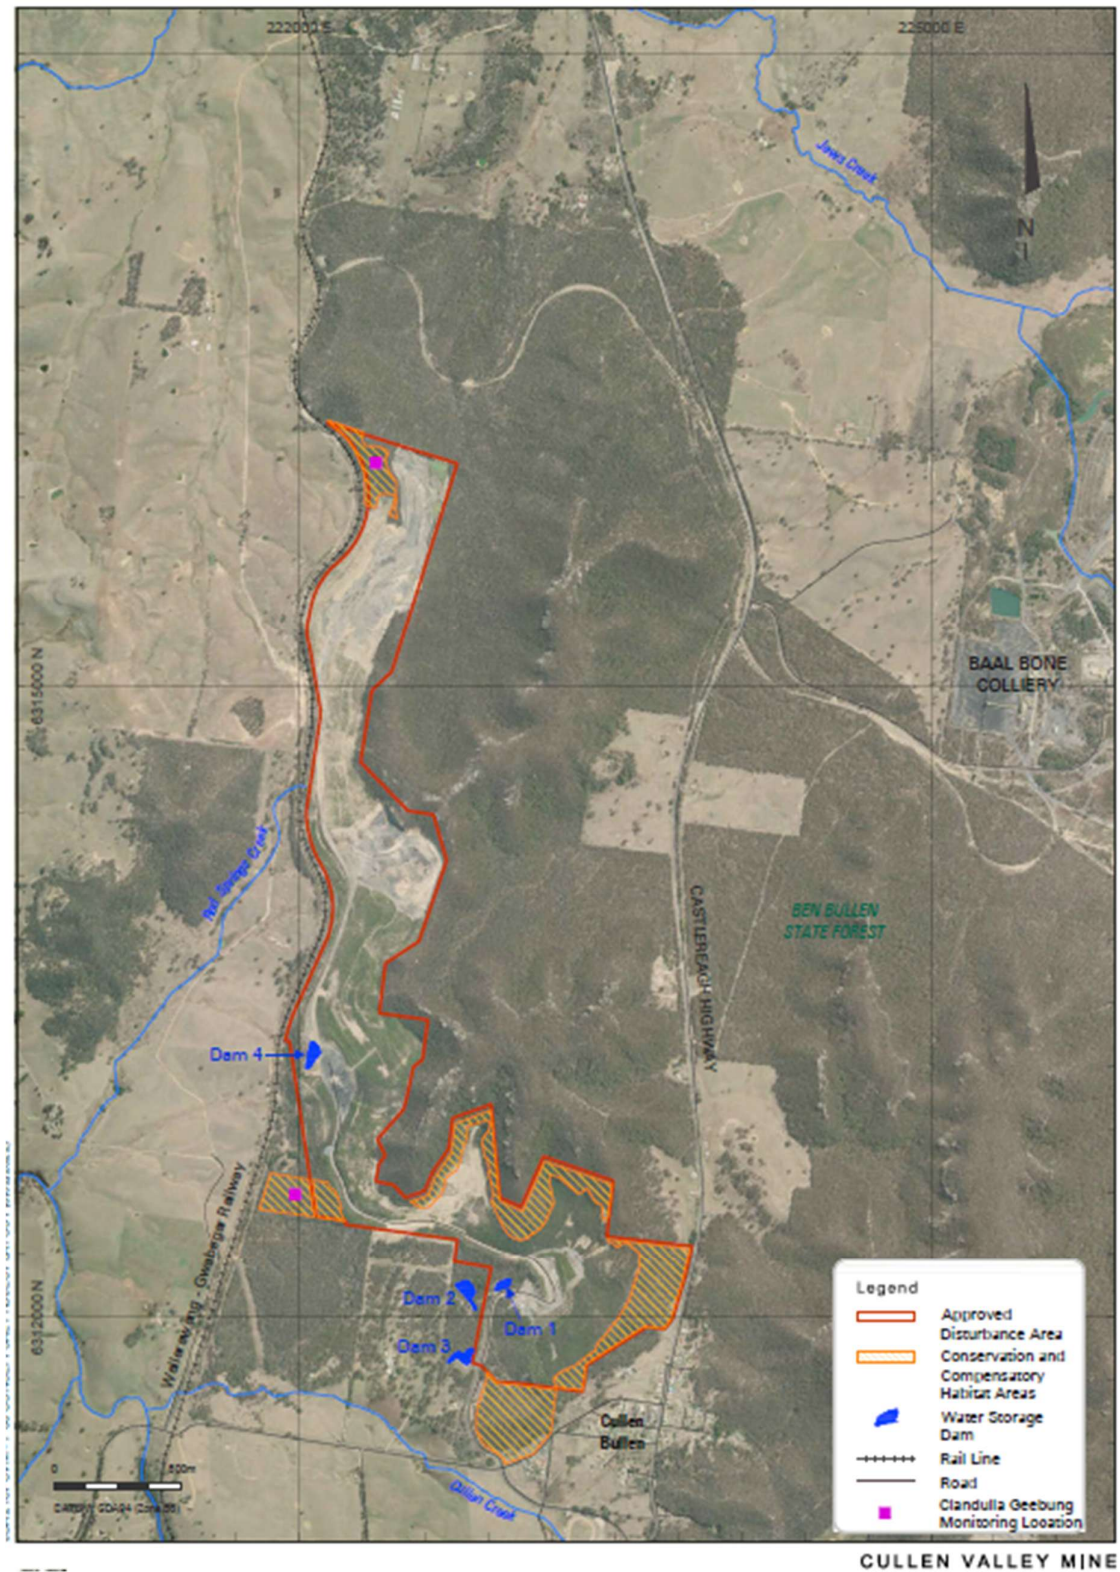 222000 E
225000 E
Jews Creek
N
6315000 N
BAAL BONE
COLLIERY
Creek
BEN BULLEN
STATE FOREST
CASTLEREAGH HIGHWAY
Dam 4
Wallerawang - Gwabegar Railway
6312000 N
Dam 2
Dam 1
Dam 3
Cullen
Bullen
Cullen Creek
0
500m
Legend
Approved
Disturbance Area
Conservation and
Compensatory
Habitat Areas
Water Storage
Dam
Rail Line
Road
Clandulla Geebung
Monitoring Location
CULLEN VALLEY MINE